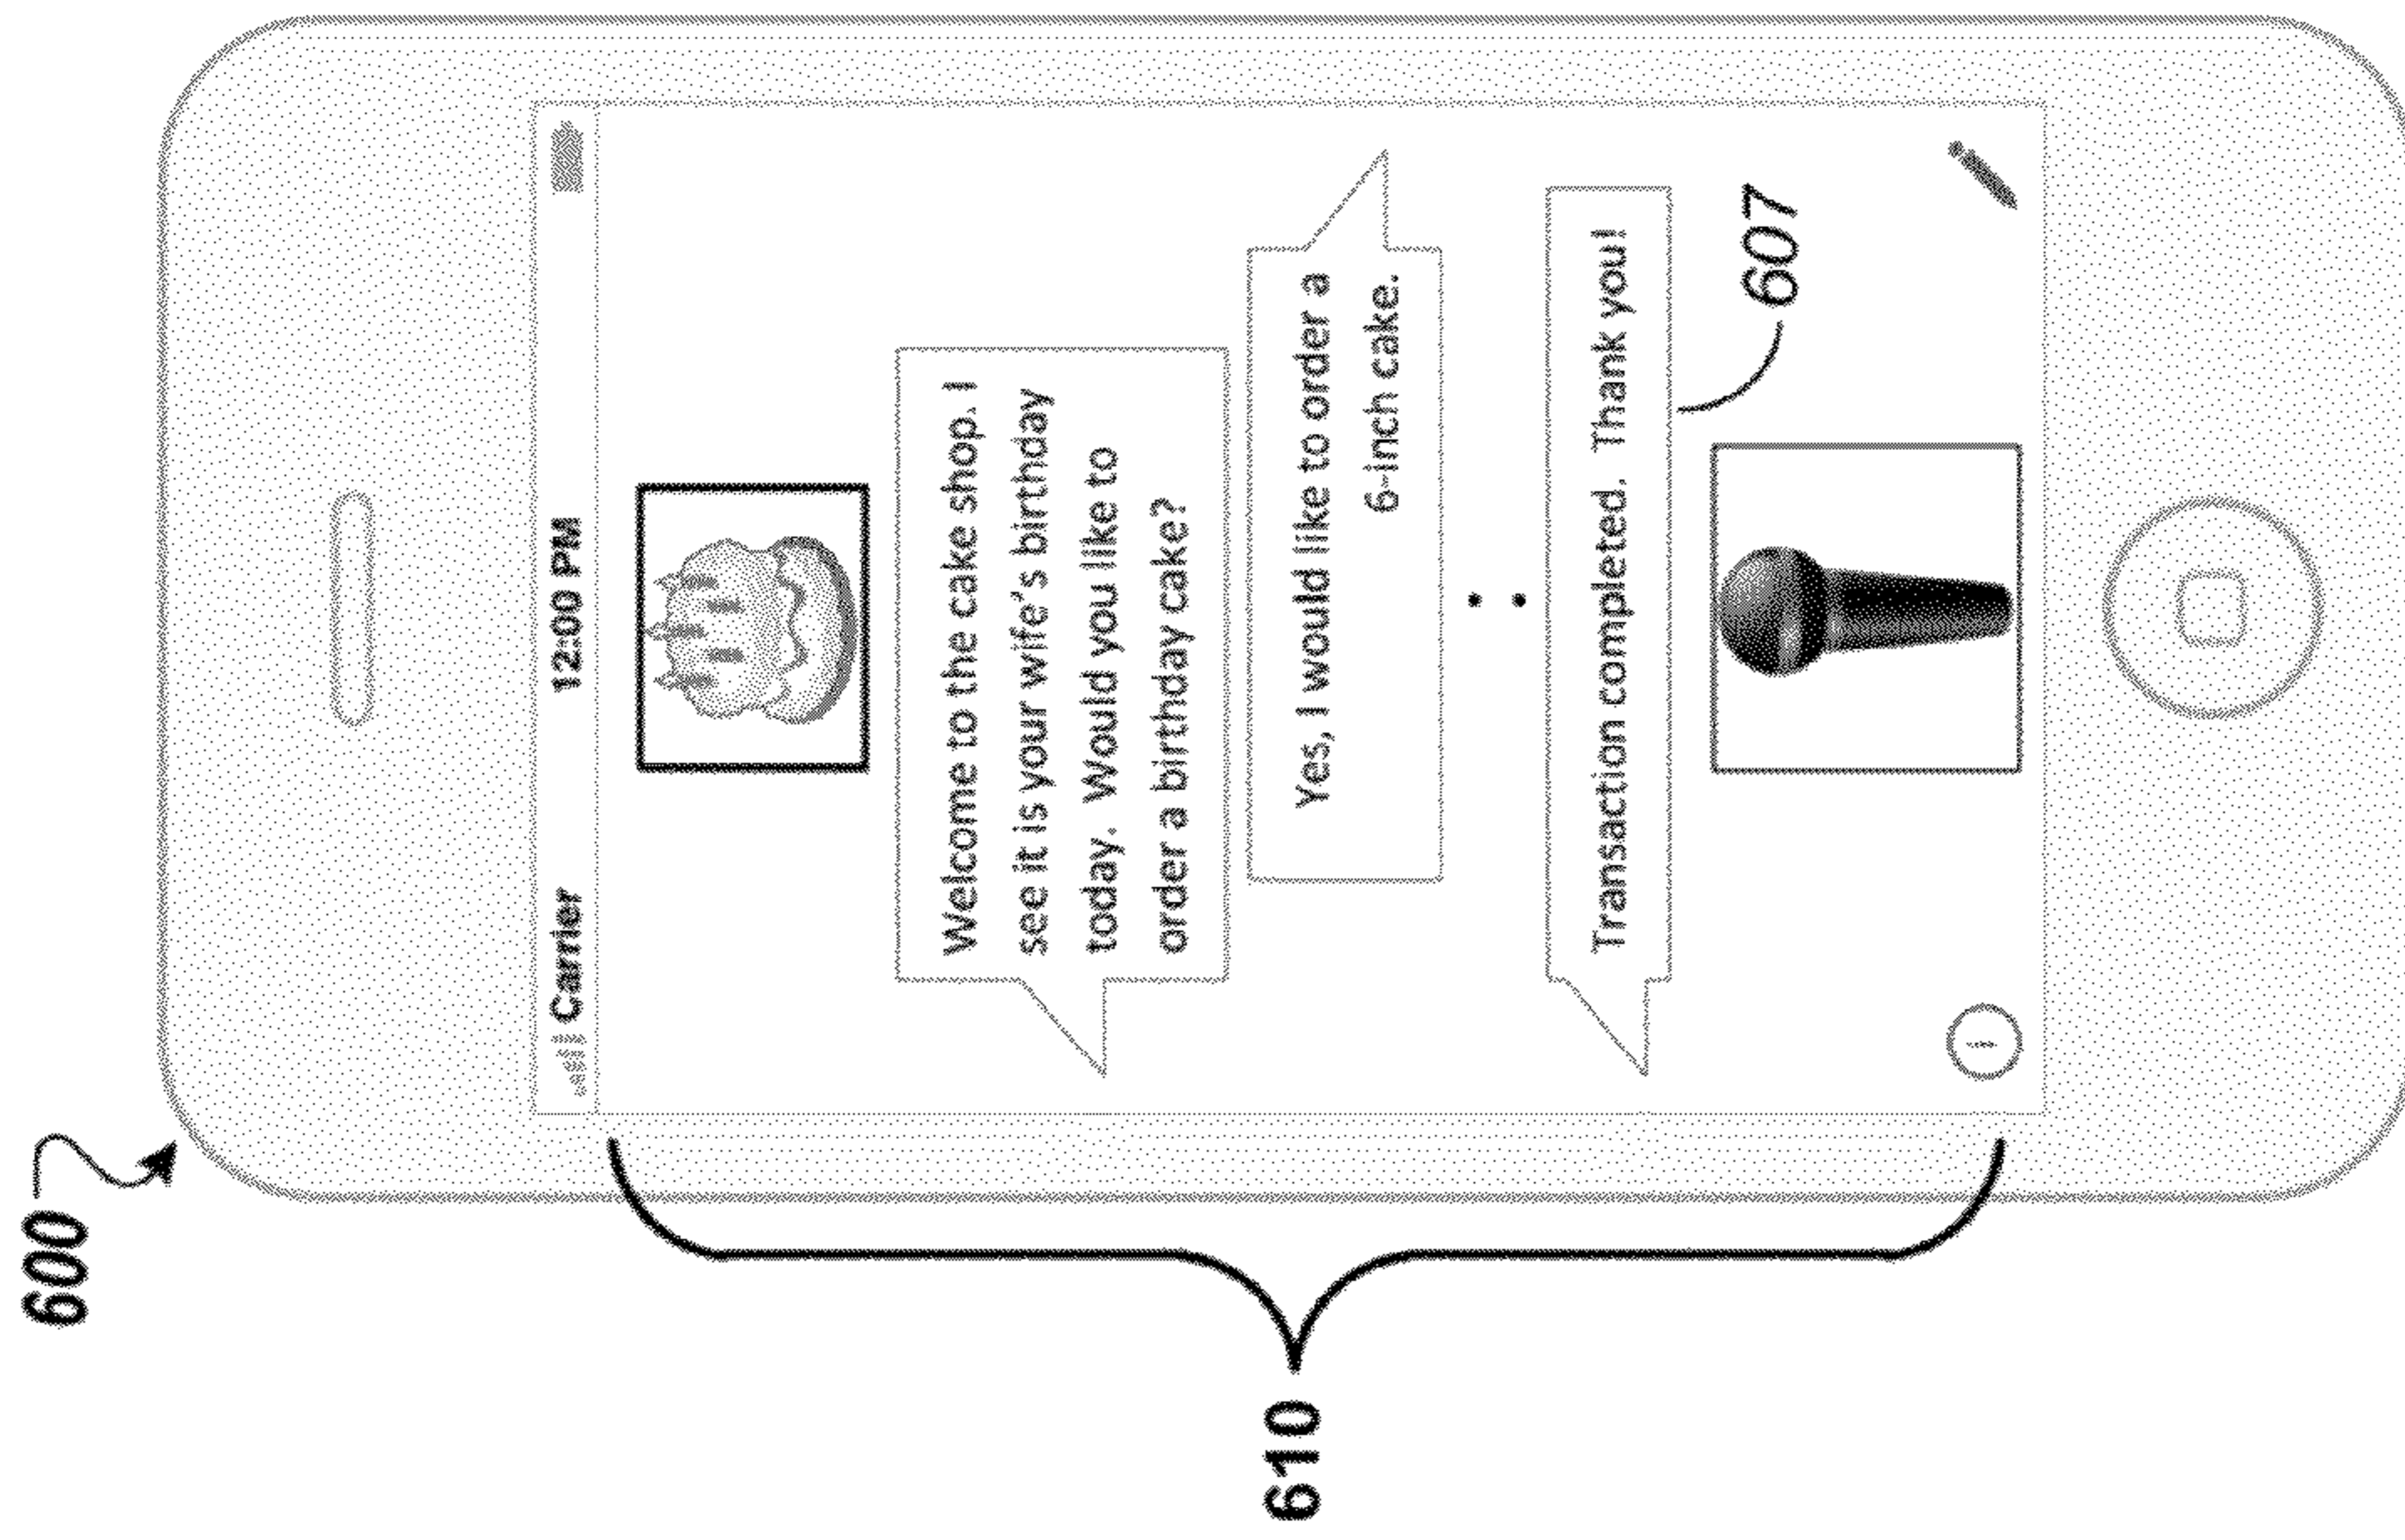 600
Carrier 12:00 PM
Welcome to the cake shop. I
see it is your wife's birthday
today. Would you like to
order a birthday cake?
Yes, I would like to order a
6-inch cake.
Transaction completed. Thank you!
607
i
610